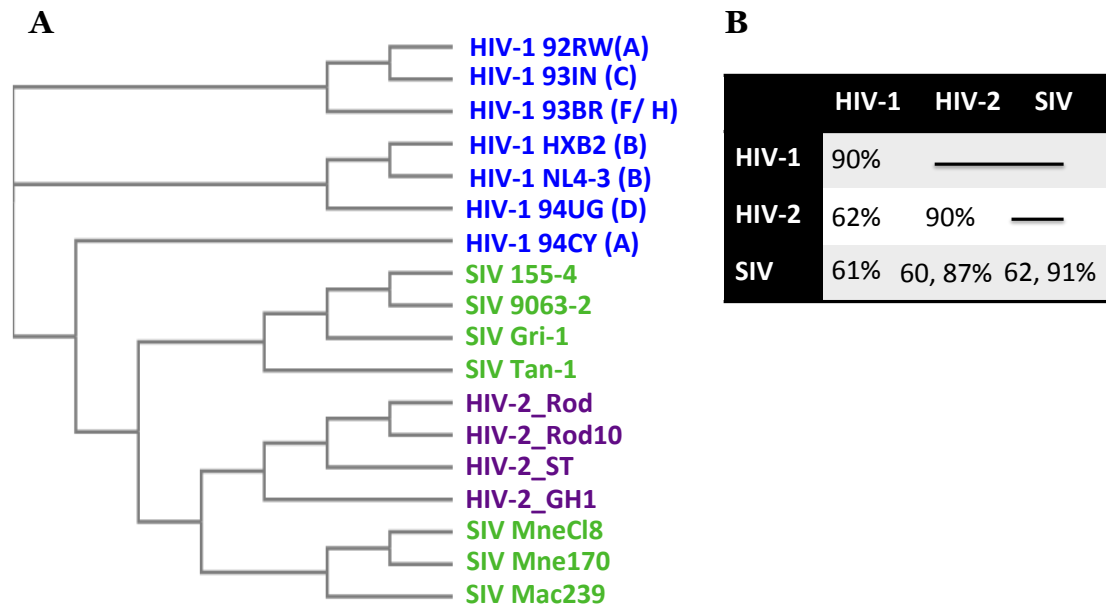 A
HIV-1 92RW(A)
HIV-1 93IN (C)
HIV-1 93BR (F/ H)
HIV-1 HXB2 (B)
HIV-1 NL4-3 (B)
HIV-1 94UG (D)
HIV-1 94CY (A)
SIV 155-4
SIV 9063-2
SIV Gri-1
SIV Tan-1
HIV-2_Rod
HIV-2_Rod10
HIV-2_ST
HIV-2_GH1
SIV MneCl8
SIV Mne170
SIV Mac239
B
HIV-1 HIV-2 SIV
HIV-1 90%
HIV-2 62% 90%
SIV 61% 60, 87% 62, 91%